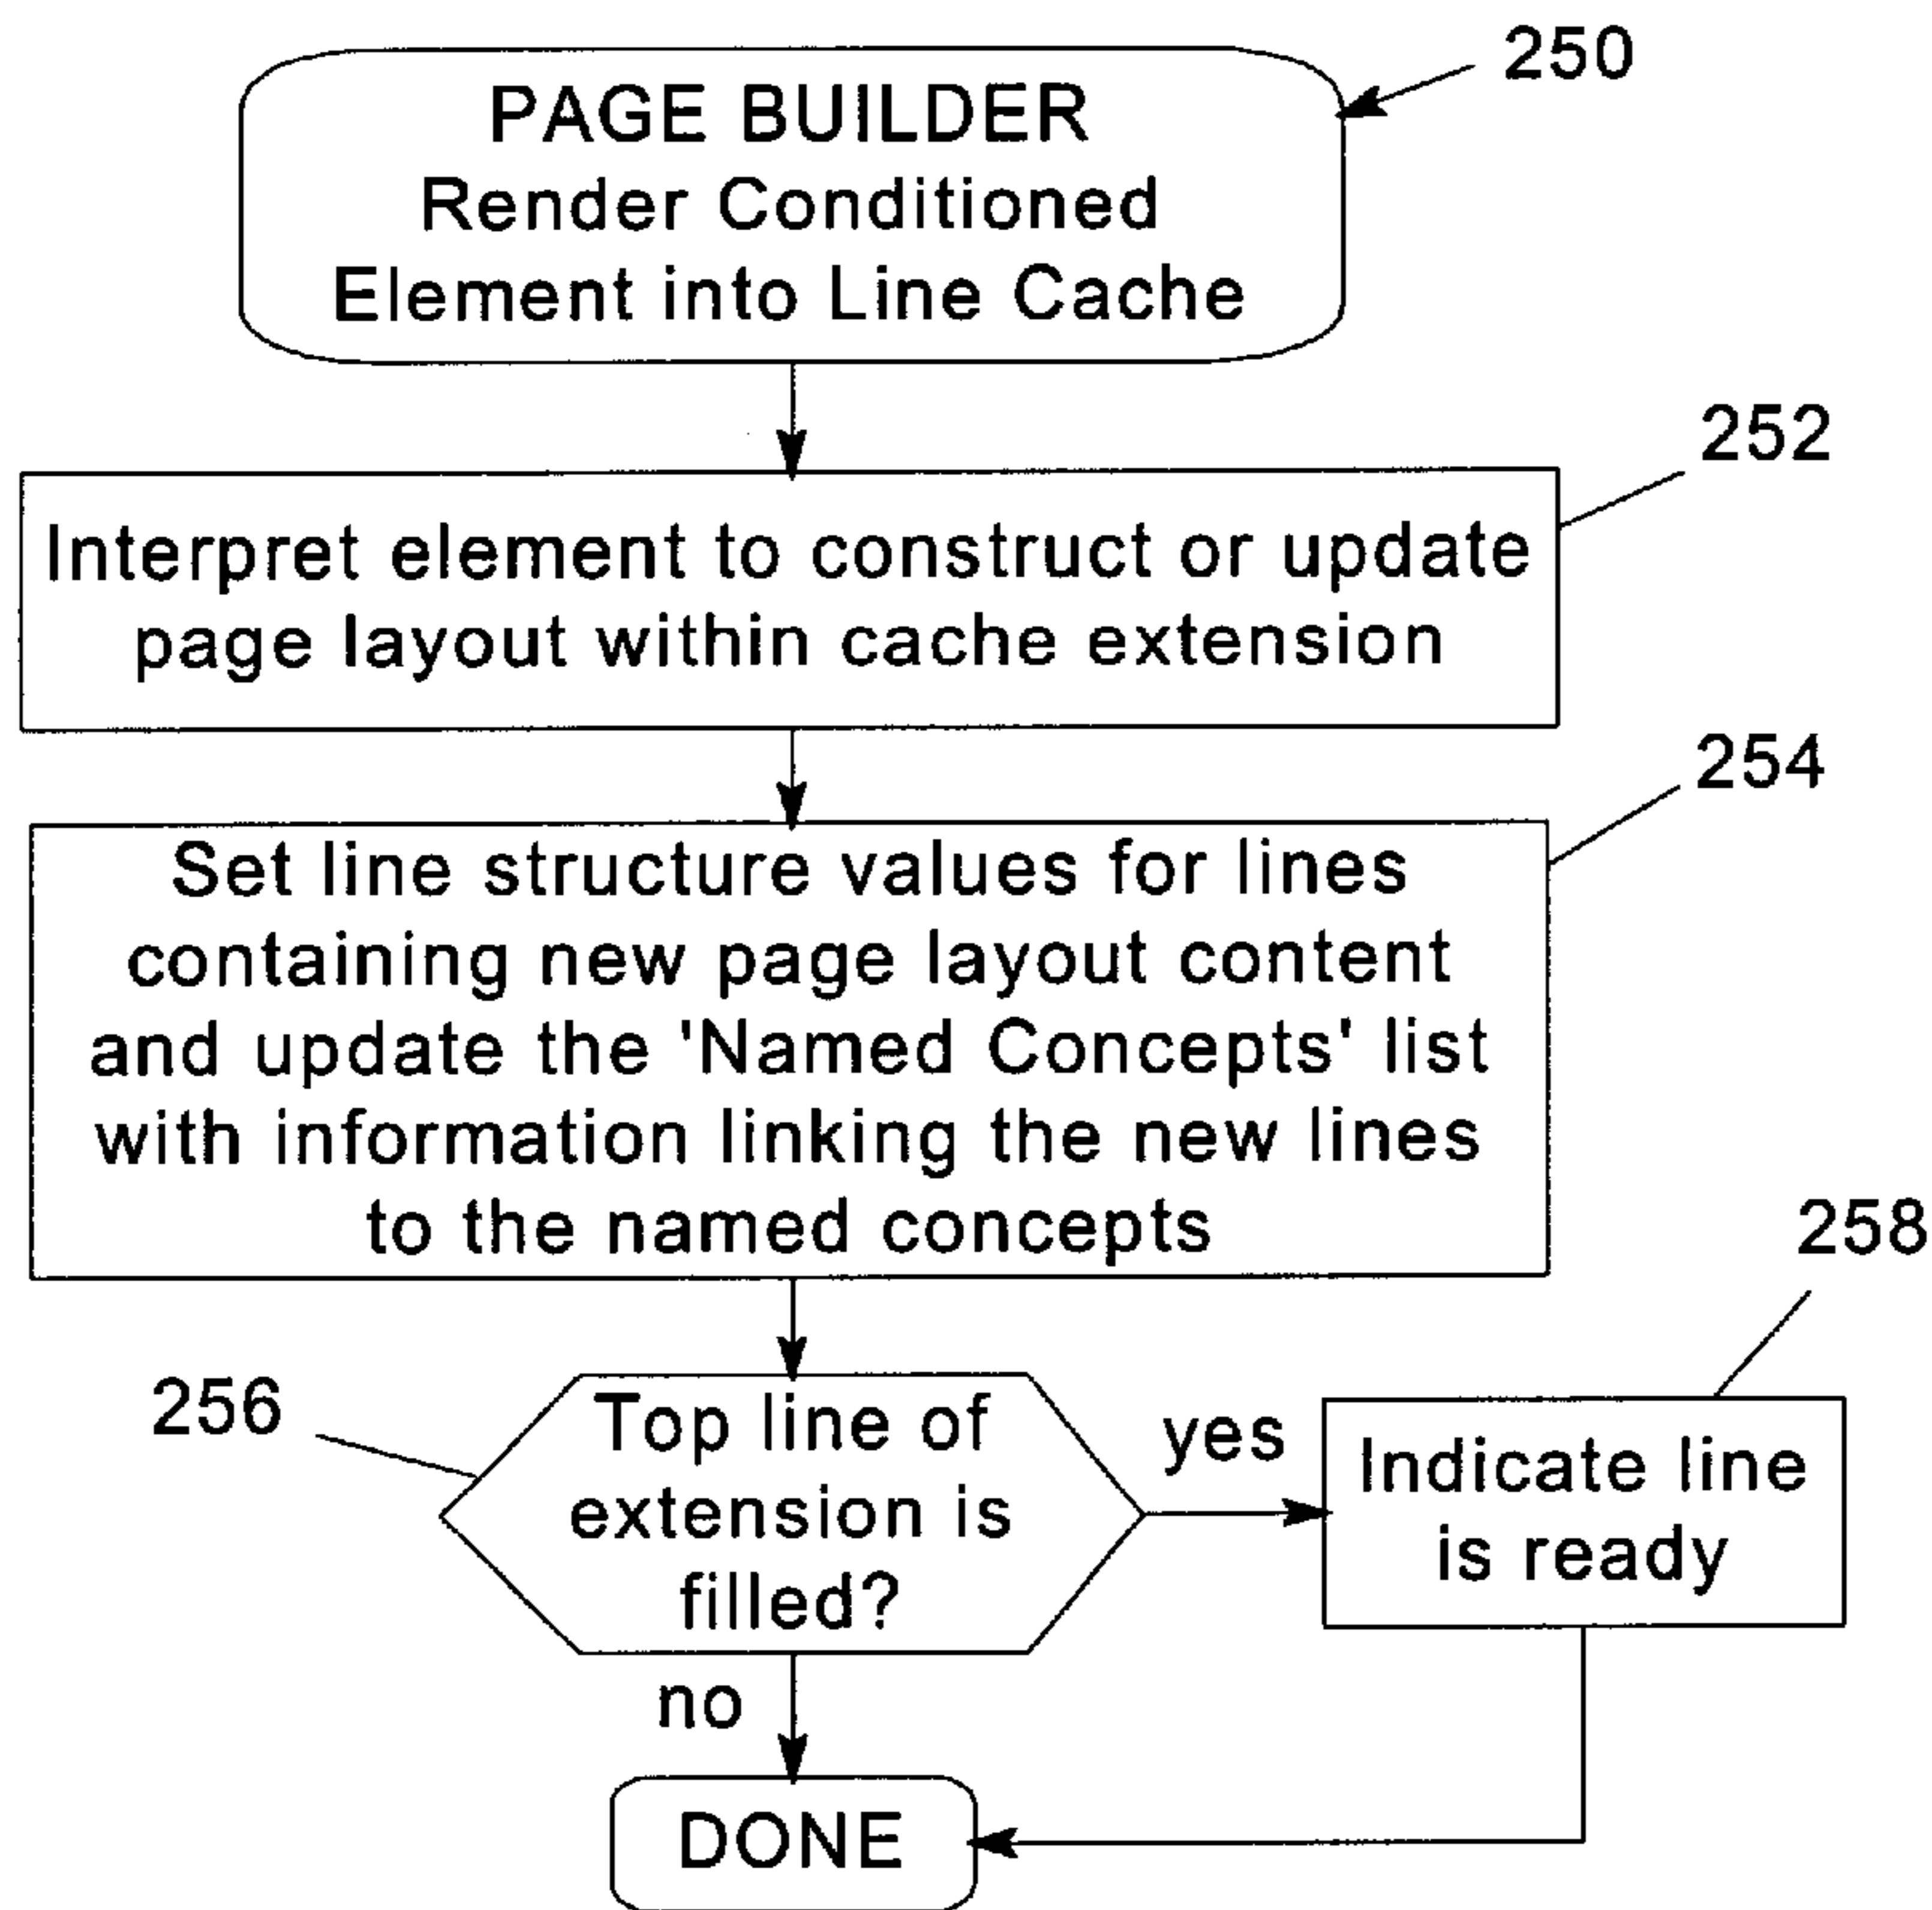 250
PAGE BUILDER
Render Conditioned
Element into Line Cache
252
Interpret element to construct or update
page layout within cache extension
254
Set line structure values for lines
containing new page layout content
and update the 'Named Concepts' list
with information linking the new lines
to the named concepts
258
256
Top line of
extension is
filled?
yes
Indicate line
is ready
no
DONE